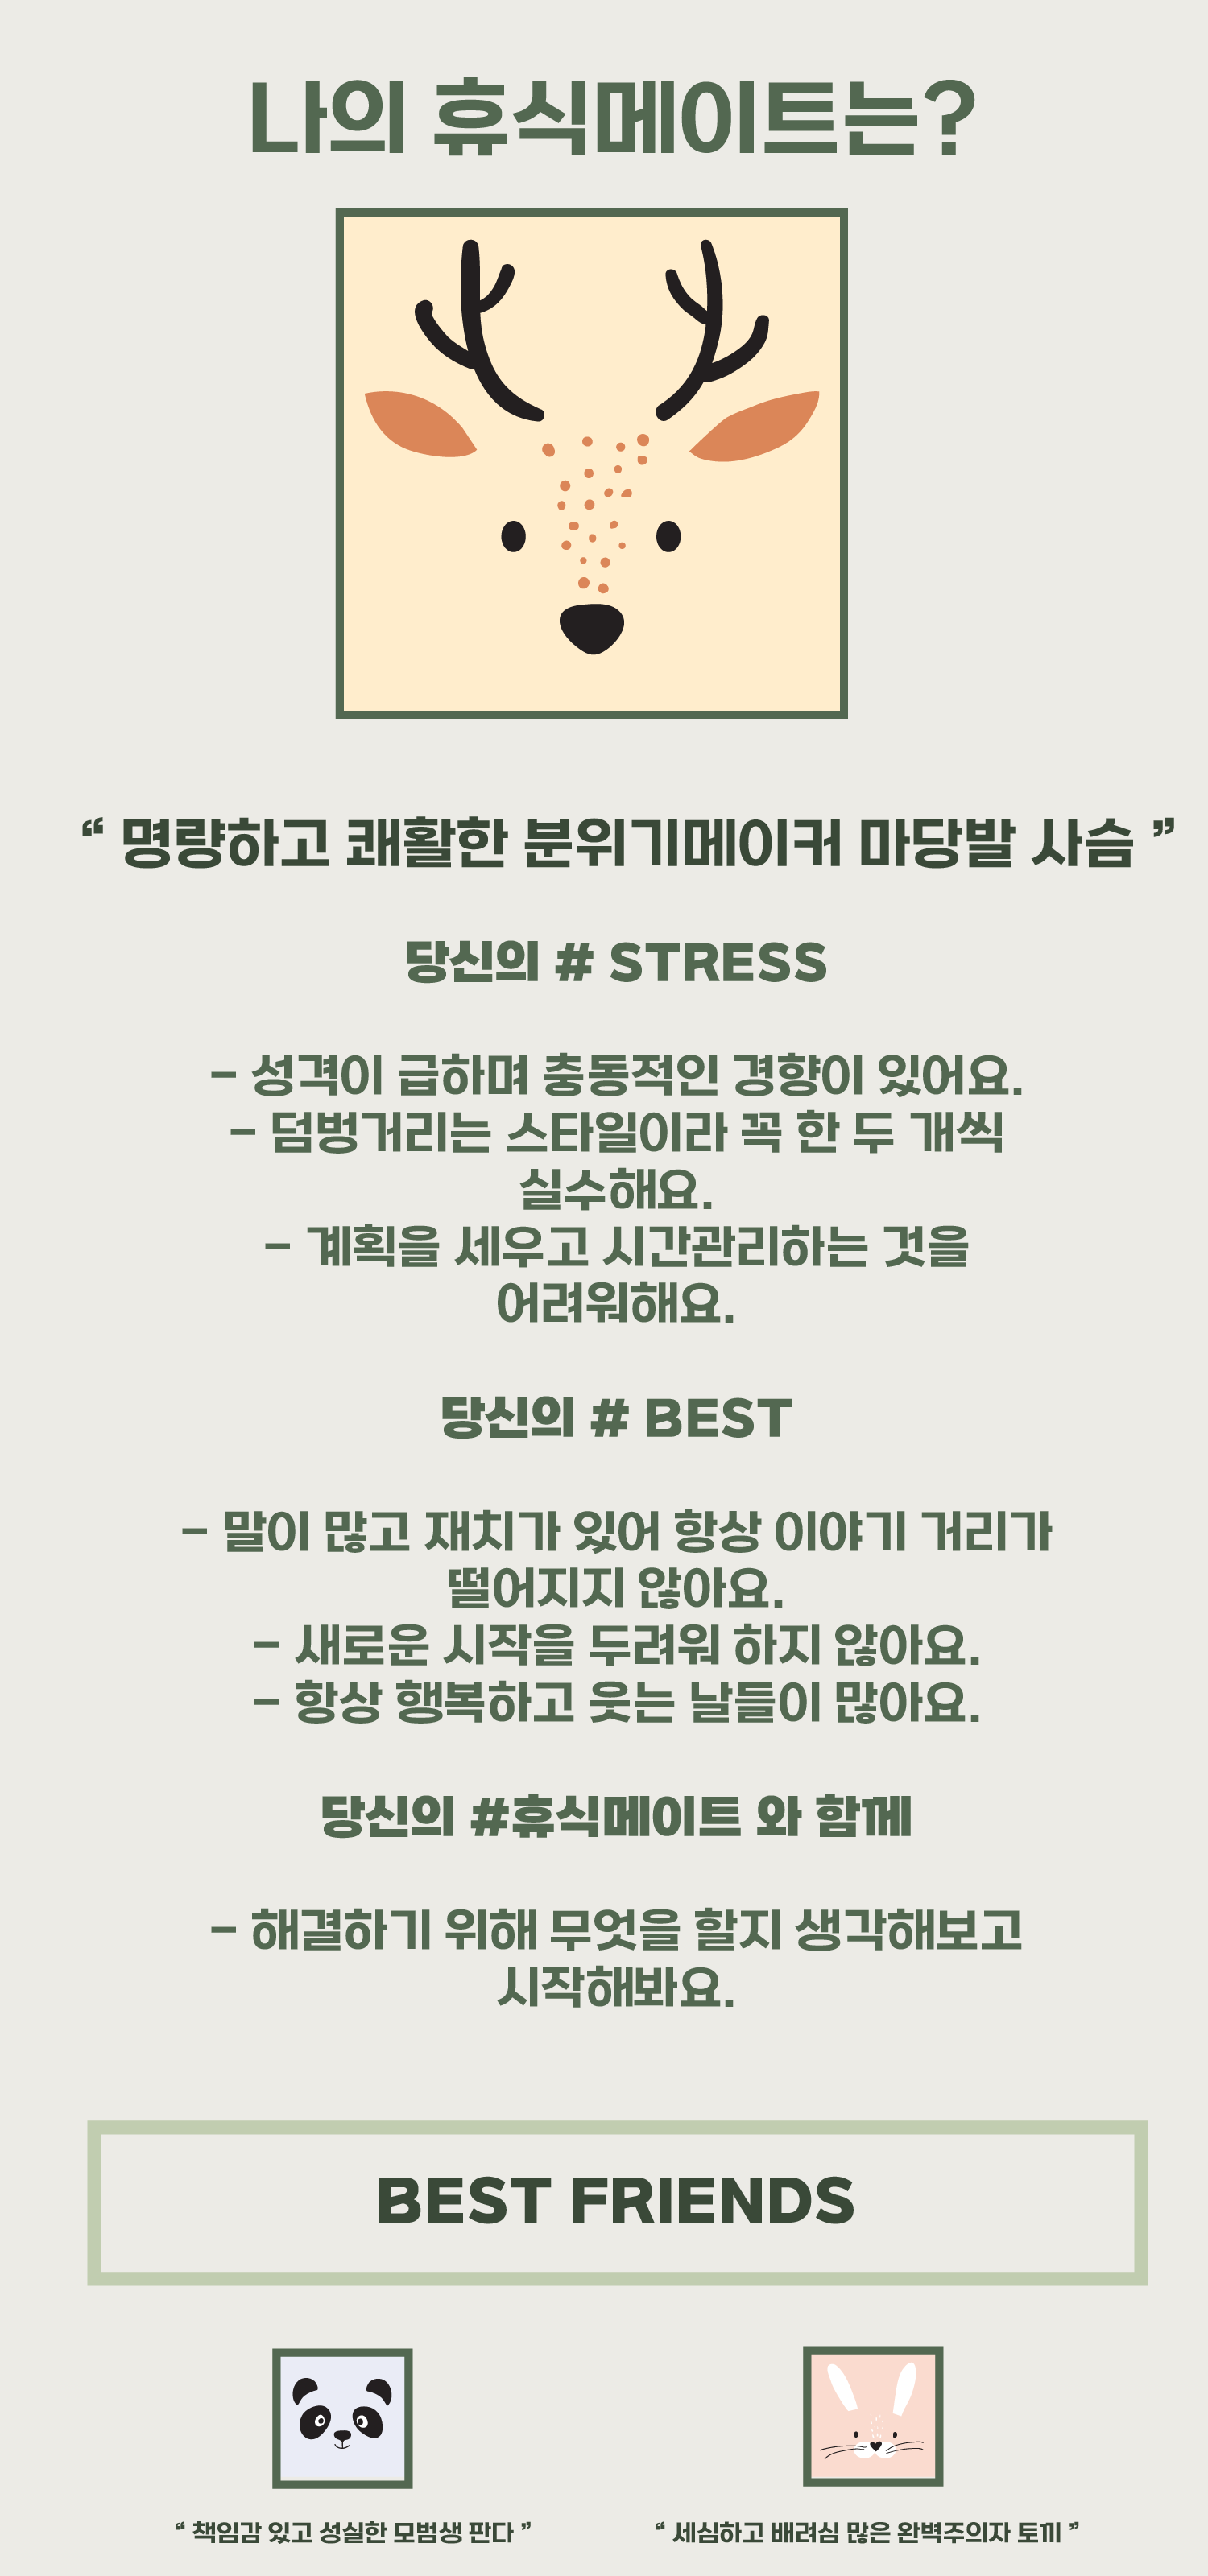 나의 휴식메이트는?
“ 명량하고 쾌활한 분위기메이커 마당발 사슴 ”
당신의 # STRESS
- 성격이 급하며 충동적인 경향이 있어요.
- 덤벙거리는 스타일이라 꼭 한 두 개씩
실수해요.
- 계획을 세우고 시간관리하는 것을
어려워해요.
당신의 # BEST
- 말이 많고 재치가 있어 항상 이야기 거리가
떨어지지 않아요.
- 새로운 시작을 두려워 하지 않아요.
- 항상 행복하고 웃는 날들이 많아요.
당신의 #휴식메이트 와 함께
- 해결하기 위해 무엇을 할지 생각해보고
시작해봐요.
BEST FRIENDS
“ 책임감 있고 성실한 모범생 판다 ”
“ 세심하고 배려심 많은 완벽주의자 토끼 ”